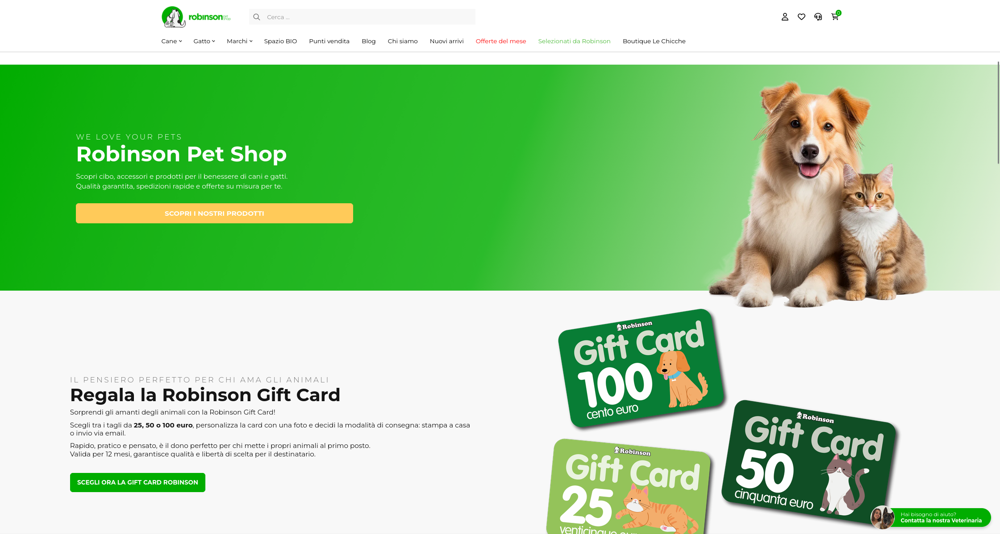 robinson pet shop
Cerca ...
0
Cane
Gatto
Marchi
Spazio BIO
Punti vendita
Blog
Chi siamo
Nuovi arrivi
Offerte del mese
Selezionati da Robinson
Boutique Le Chicche
WE LOVE YOUR PETS
Robinson Pet Shop
Scopri cibo, accessori e prodotti per il benessere di cani e gatti.
Qualità garantita, spedizioni rapide e offerte su misura per te.
SCOPRI I NOSTRI PRODOTTI
IL PENSIERO PERFETTO PER CHI AMA GLI ANIMALI
Regala la Robinson Gift Card
Sorprendi gli amanti degli animali con la Robinson Gift Card!
Scegli tra i tagli da 25, 50 o 100 euro, personalizza la card con una foto e decidi la modalità di consegna: stampa a casa
o invio via email.
Rapido, pratico e pensato, è il dono perfetto per chi mette i propri animali al primo posto.
Valida per 12 mesi, garantisce qualità e libertà di scelta per il destinatario.
SCEGLI ORA LA GIFT CARD ROBINSON
Robinson
Gift Card
100
cento euro
Robinson
Gift Card
50
cinquanta euro
Robinson
Gift Card
25
venticinque euro
Hai bisogno di aiuto?
Contatta la nostra Veterinaria